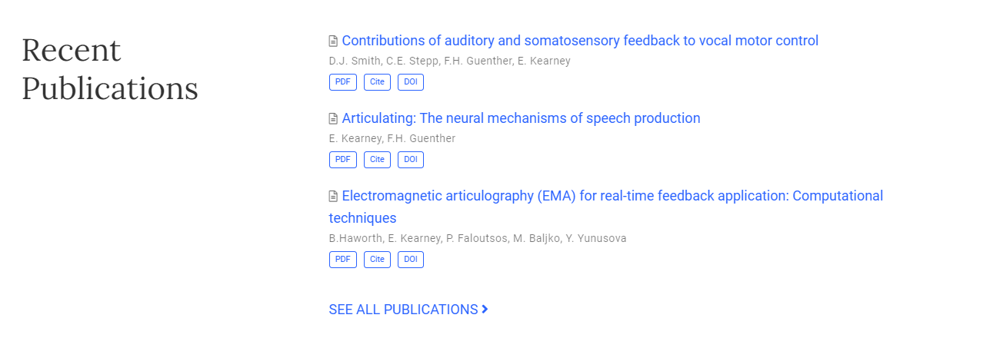 Recent
Publications
Contributions of auditory and somatosensory feedback to vocal motor control
D.J. Smith, C.E. Stepp, F.H. Guenther, E. Kearney
PDF Cite DOI
Articulating: The neural mechanisms of speech production
E. Kearney, F.H. Guenther
PDF Cite DOI
Electromagnetic articulography (EMA) for real-time feedback application: Computational
techniques
B.Haworth, E. Kearney, P. Faloutsos, M. Baljko, Y. Yunusova
PDF Cite DOI
SEE ALL PUBLICATIONS